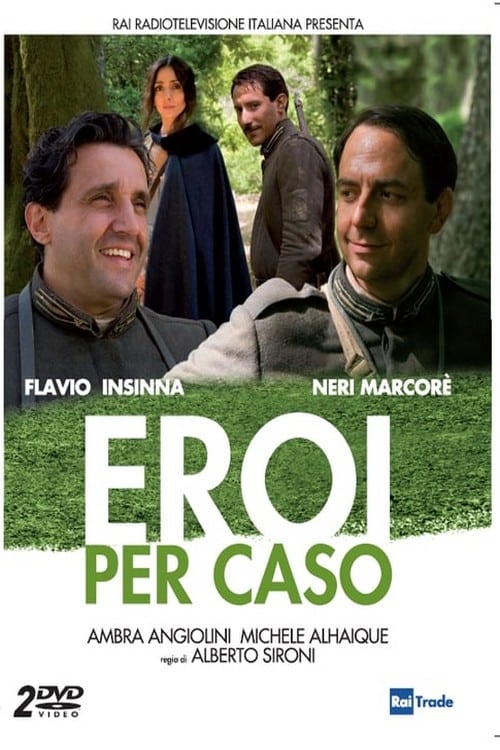 RAI RADIOTELEVISIONE ITALIANA PRESENTA
FLAVIO INSINNA
NERI MARCORÈ
EROI
PER CASO
AMBRA ANGIOLINI MICHELE ALHAIQUE
regia di ALBERTO SIRONI
2 DVD
VIDEO
Rai Trade